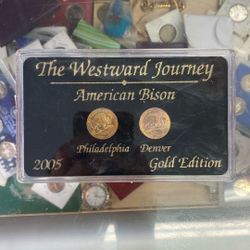 The Westward Journey
American Bison
Philadelphia Denver
2005 Gold Edition